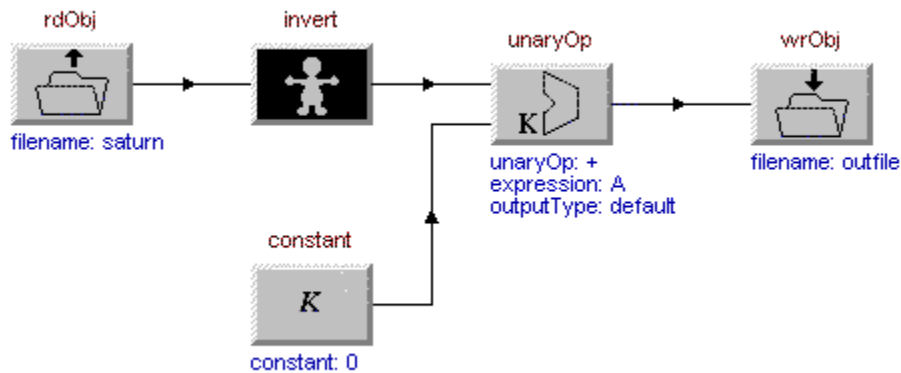 rdObj
invert
unaryOp
wrObj
K
filename: saturn
unaryOp: +
expression: A
outputType: default
filename: outfile
constant
K
constant: 0